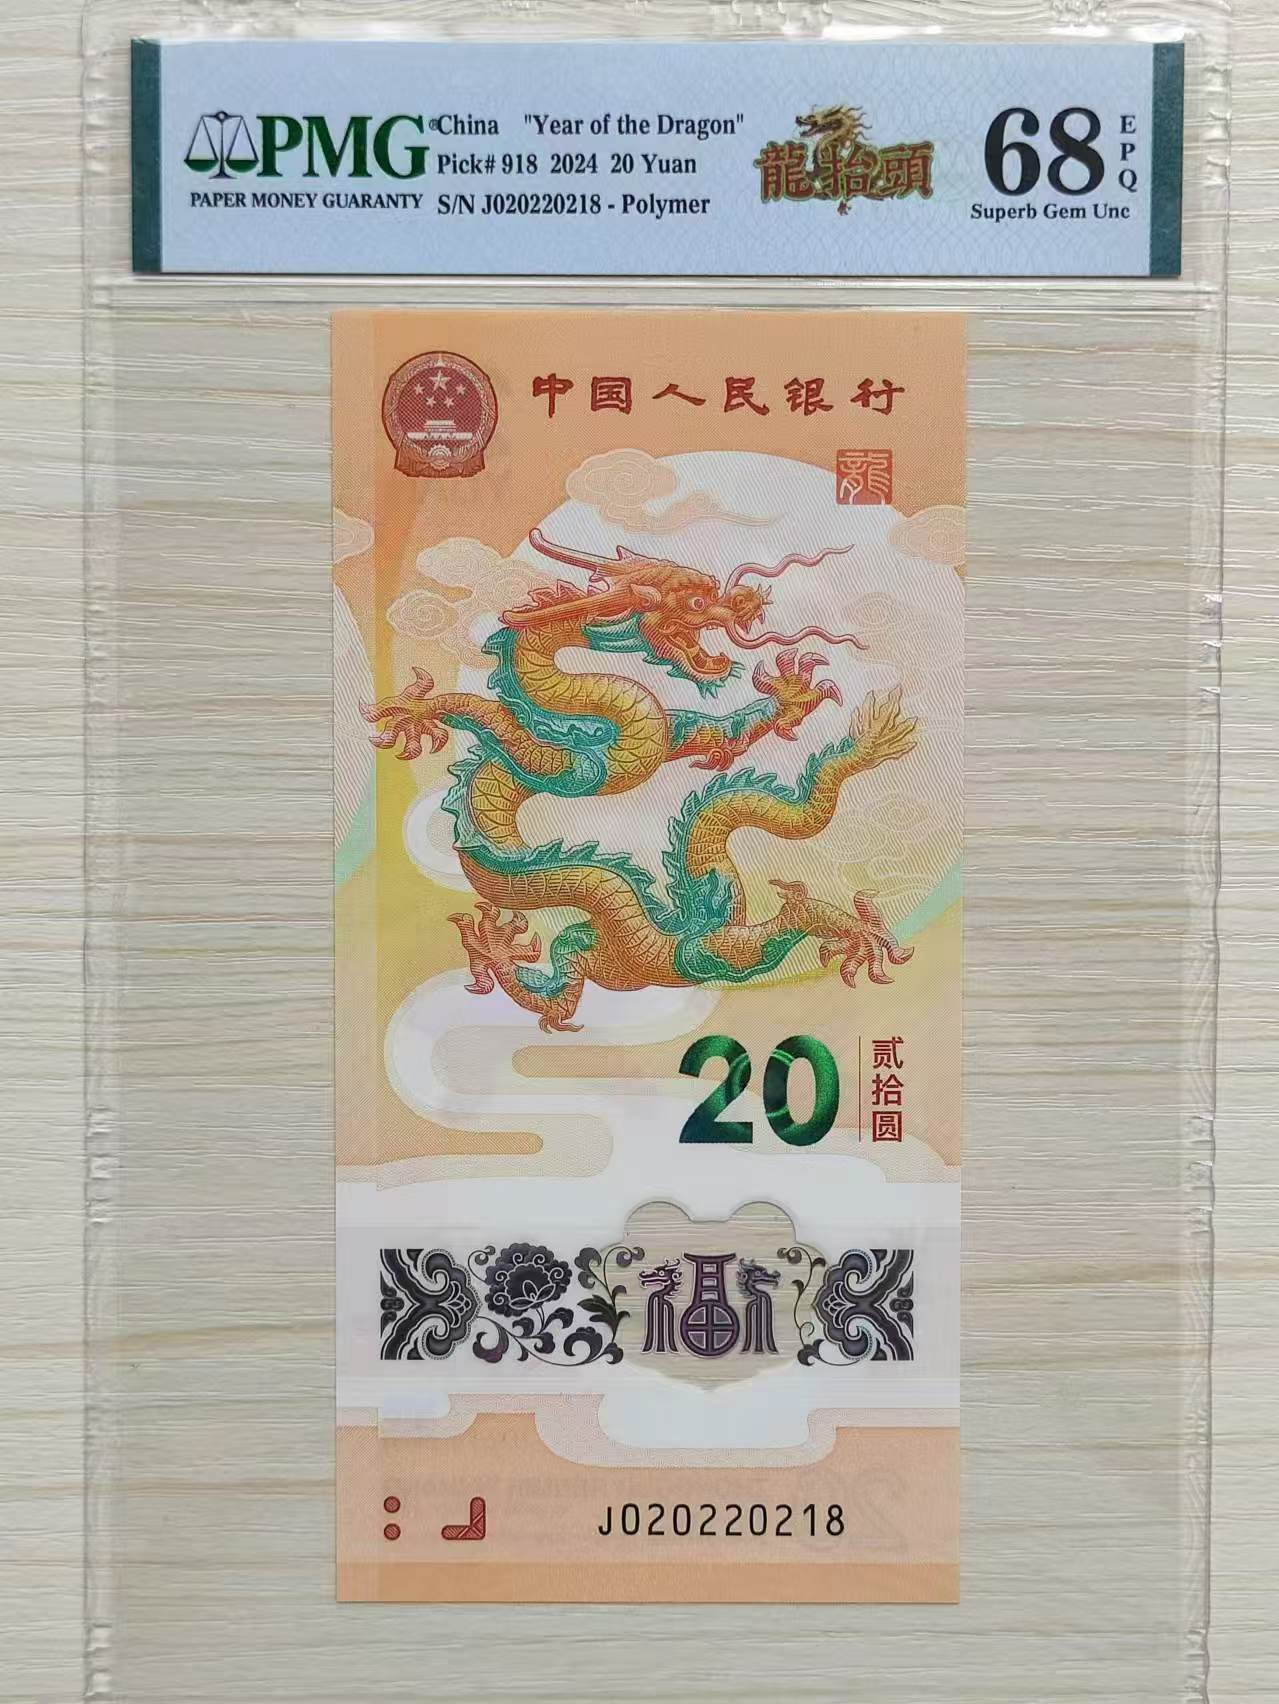 PMG
PAPER MONEY GUARANTY
®China "Year of the Dragon"
Pick# 918 2024 20 Yuan
S/N J020220218 - Polymer
龍抬頭
68
EPQ
Superb Gem Unc
中国人民银行
龍
20
贰拾圆
福
J020220218